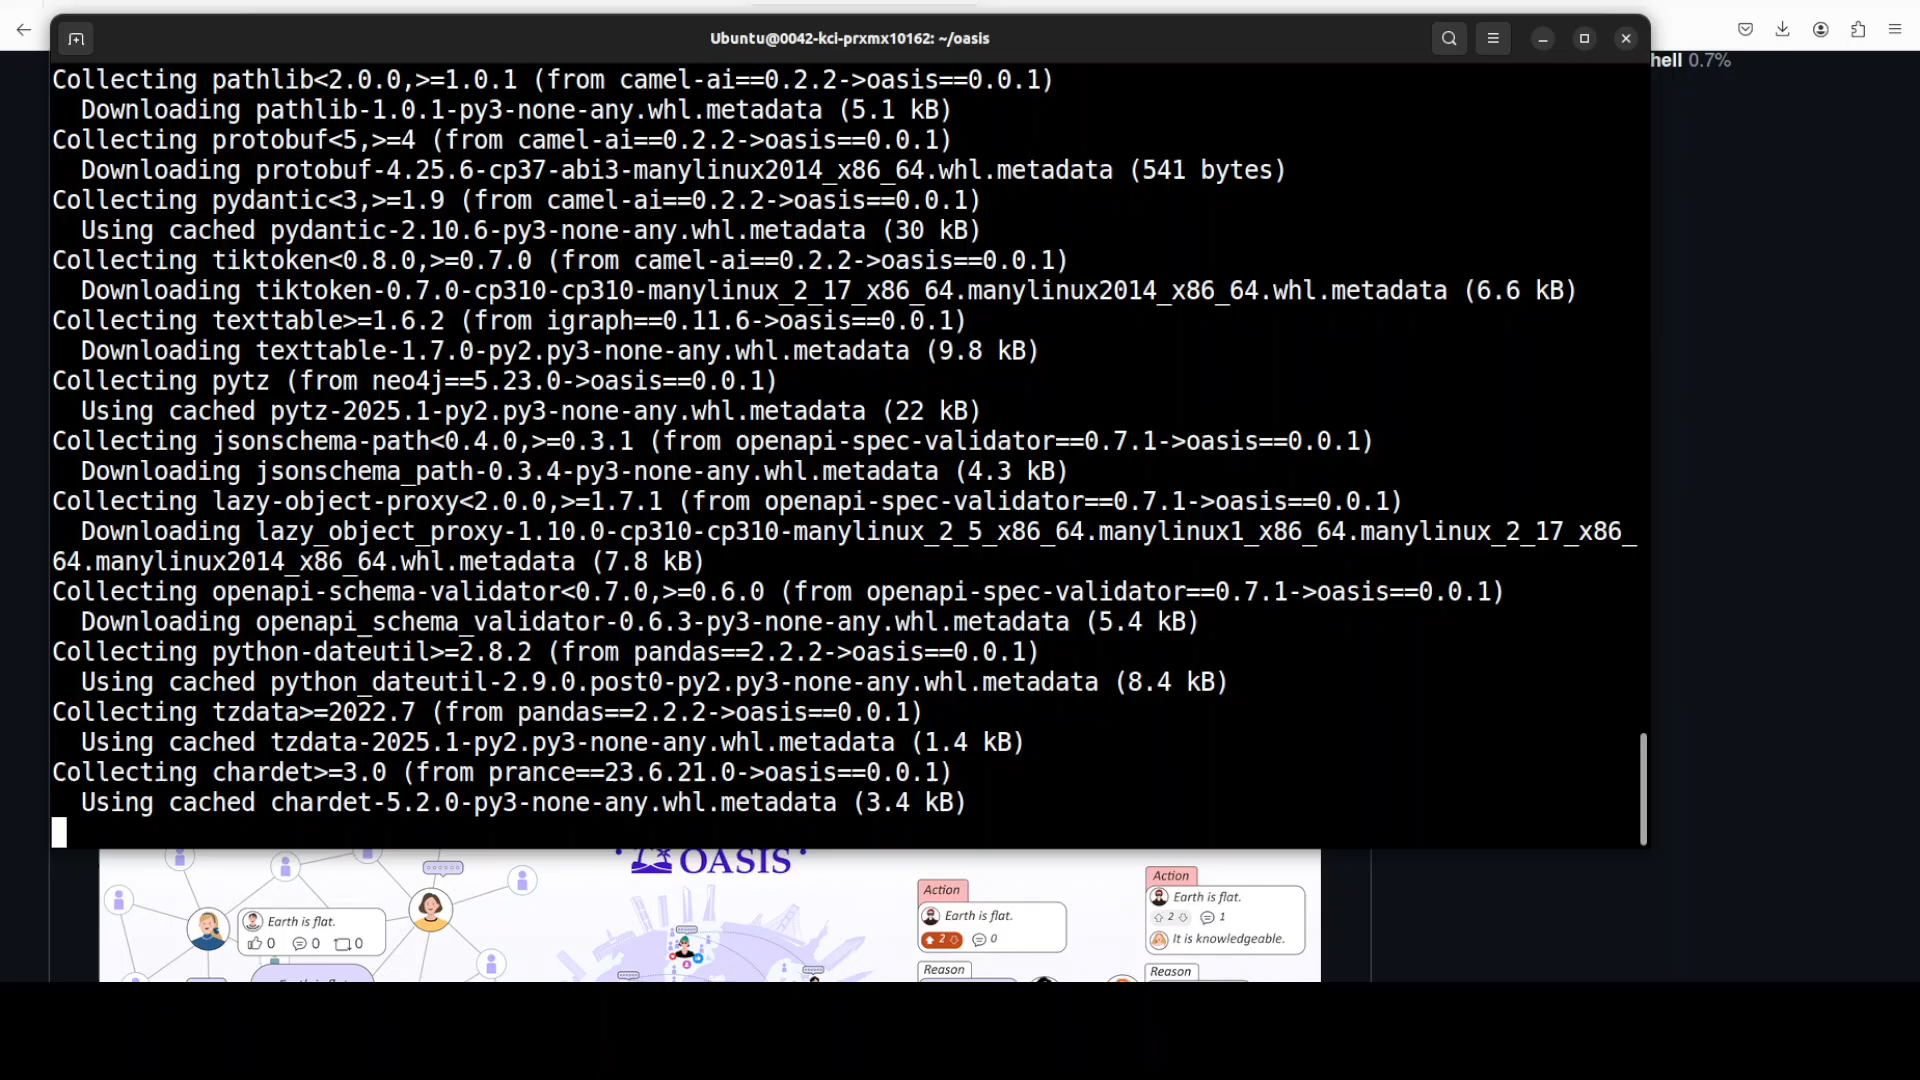 Ubuntu@0042-kci-prxmx10162: ~/oasis
hell 0.7%
Collecting pathlib<2.0.0,>=1.0.1 (from camel-ai==0.2.2->oasis==0.0.1)
  Downloading pathlib-1.0.1-py3-none-any.whl.metadata (5.1 kB)
Collecting protobuf<5,>=4 (from camel-ai==0.2.2->oasis==0.0.1)
  Downloading protobuf-4.25.6-cp37-abi3-manylinux2014_x86_64.whl.metadata (541 bytes)
Collecting pydantic<3,>=1.9 (from camel-ai==0.2.2->oasis==0.0.1)
  Using cached pydantic-2.10.6-py3-none-any.whl.metadata (30 kB)
Collecting tiktoken<0.8.0,>=0.7.0 (from camel-ai==0.2.2->oasis==0.0.1)
  Downloading tiktoken-0.7.0-cp310-cp310-manylinux_2_17_x86_64.manylinux2014_x86_64.whl.metadata (6.6 kB)
Collecting texttable>=1.6.2 (from igraph==0.11.6->oasis==0.0.1)
  Downloading texttable-1.7.0-py2.py3-none-any.whl.metadata (9.8 kB)
Collecting pytz (from neo4j==5.23.0->oasis==0.0.1)
  Using cached pytz-2025.1-py2.py3-none-any.whl.metadata (22 kB)
Collecting jsonschema-path<0.4.0,>=0.3.1 (from openapi-spec-validator==0.7.1->oasis==0.0.1)
  Downloading jsonschema_path-0.3.4-py3-none-any.whl.metadata (4.3 kB)
Collecting lazy-object-proxy<2.0.0,>=1.7.1 (from openapi-spec-validator==0.7.1->oasis==0.0.1)
  Downloading lazy_object_proxy-1.10.0-cp310-cp310-manylinux_2_5_x86_64.manylinux1_x86_64.manylinux_2_17_x86_
64.manylinux2014_x86_64.whl.metadata (7.8 kB)
Collecting openapi-schema-validator<0.7.0,>=0.6.0 (from openapi-spec-validator==0.7.1->oasis==0.0.1)
  Downloading openapi_schema_validator-0.6.3-py3-none-any.whl.metadata (5.4 kB)
Collecting python-dateutil>=2.8.2 (from pandas==2.2.2->oasis==0.0.1)
  Using cached python_dateutil-2.9.0.post0-py2.py3-none-any.whl.metadata (8.4 kB)
Collecting tzdata>=2022.7 (from pandas==2.2.2->oasis==0.0.1)
  Using cached tzdata-2025.1-py2.py3-none-any.whl.metadata (1.4 kB)
Collecting chardet>=3.0 (from prance==23.6.21.0->oasis==0.0.1)
  Using cached chardet-5.2.0-py3-none-any.whl.metadata (3.4 kB)
OASIS
Earth is flat.
0 0 0
Action
Earth is flat.
2 0
Reason
Action
Earth is flat.
2 1
It is knowledgeable.
Reason